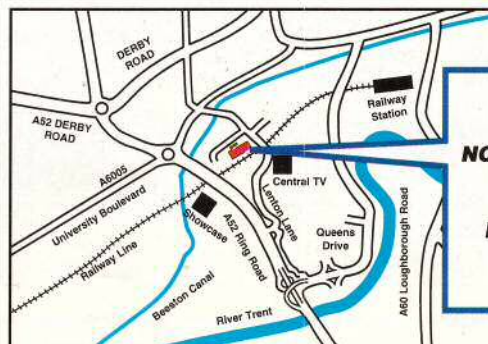 DERBY
ROAD
A52 DERBY
ROAD
A6005
University Boulevard
Railway Line
Showcase
A52 Ring Road
Beeston Canal
River Trent
Lenton Lane
Central TV
Queens
Drive
Railway
Station
A60 Loughborough Road